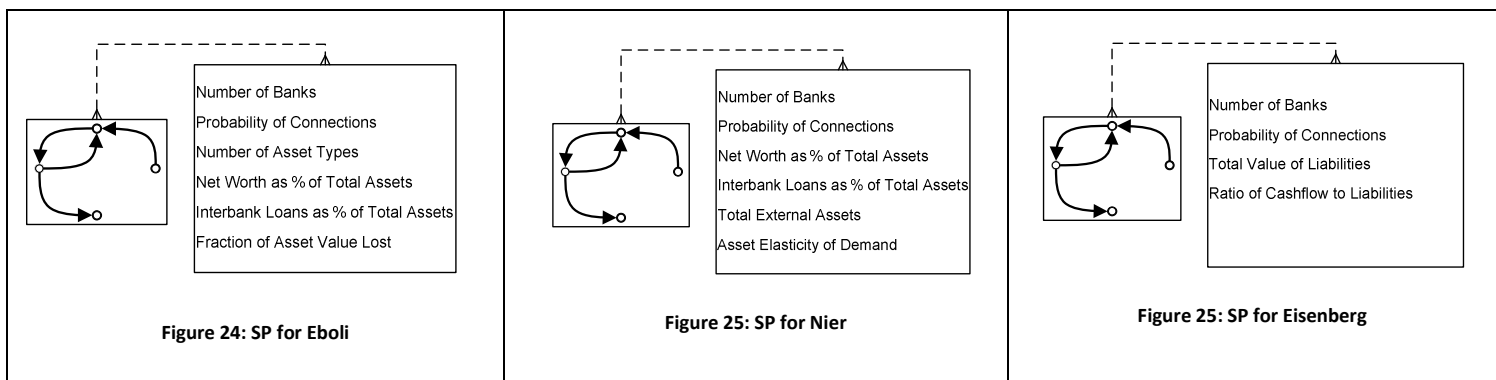 Number of Banks
Probability of Connections
Number of Asset Types
Net Worth as % of Total Assets
Interbank Loans as % of Total Assets
Fraction of Asset Value Lost
Figure 24: SP for Eboli
Number of Banks
Probability of Connections
Net Worth as % of Total Assets
Interbank Loans as % of Total Assets
Total External Assets
Asset Elasticity of Demand
Figure 25: SP for Nier
Number of Banks
Probability of Connections
Total Value of Liabilities
Ratio of Cashflow to Liabilities
Figure 25: SP for Eisenberg